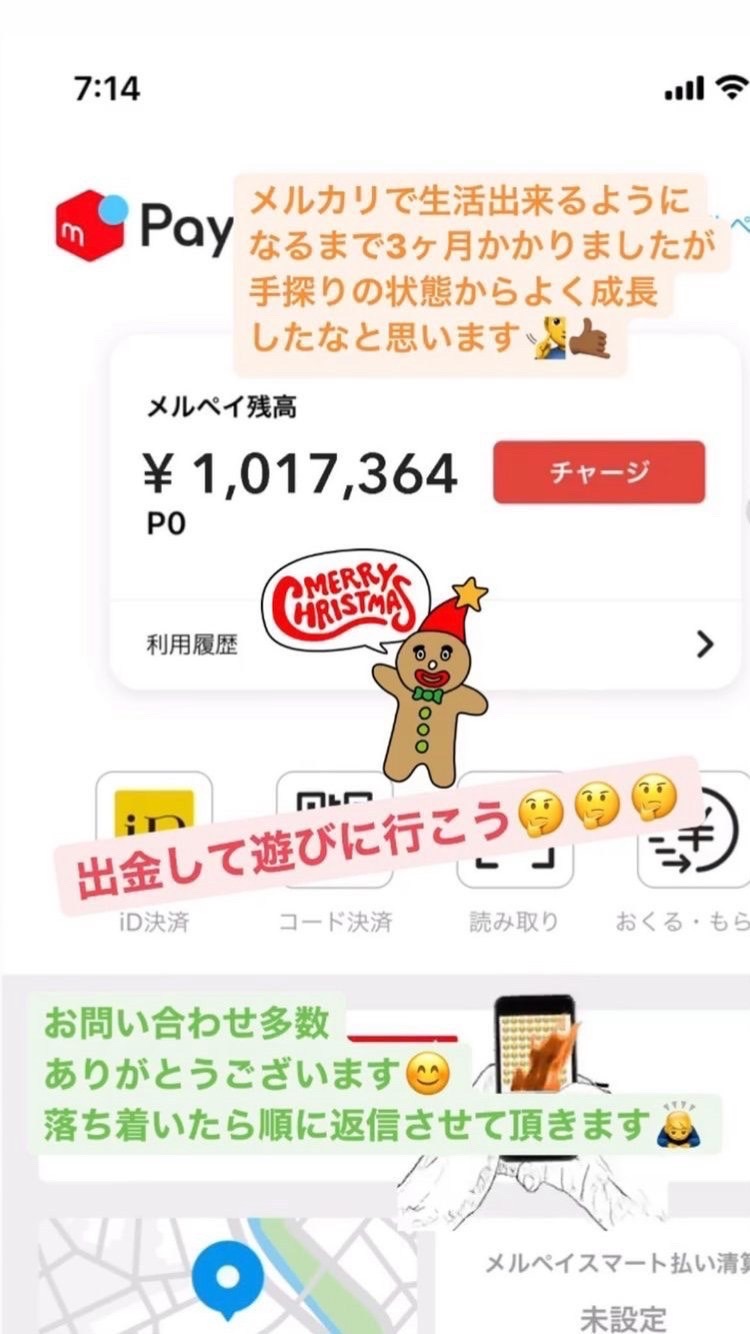 7:14
m Pay
メルカリで生活出来るように
なるまで3ヶ月かかりましたが
手探りの状態からよく成長
したなと思います🧏🤙🏾
メルペイ残高
¥ 1,017,364
チャージ
P0
MERRY
CHRISTMAS
利用履歴
iD
出金して遊びに行こう🤔🤔🤔
iD決済
コード決済
読み取り
おくる・もら
お問い合わせ多数
ありがとうございます😊
落ち着いたら順に返信させて頂きます🙇
メルペイスマート払い清算
未設定